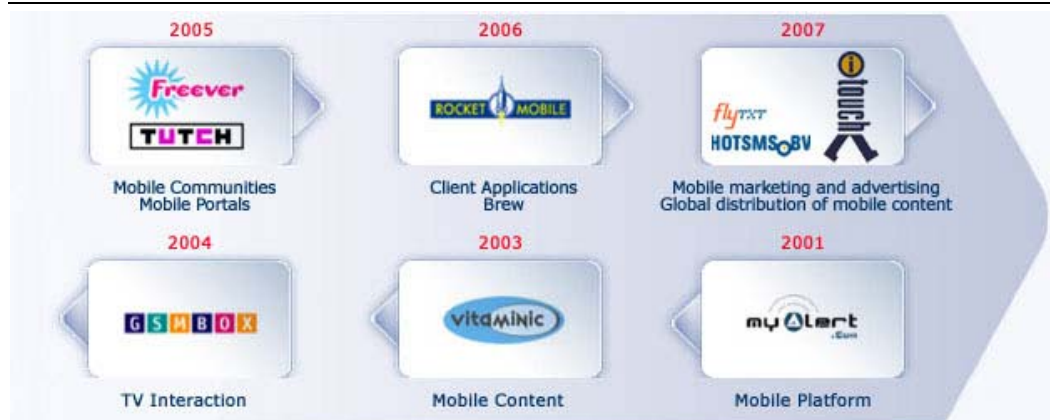 2005
2006
2007
Freever
TUTCH
ROCKET MOBILE
flytxt
HOTSMS.BV
i touch
Mobile Communities
Mobile Portals
Client Applications
Brew
Mobile marketing and advertising
Global distribution of mobile content
2004
2003
2001
GSMBOX
vitaminic
myAlert
.com
TV Interaction
Mobile Content
Mobile Platform